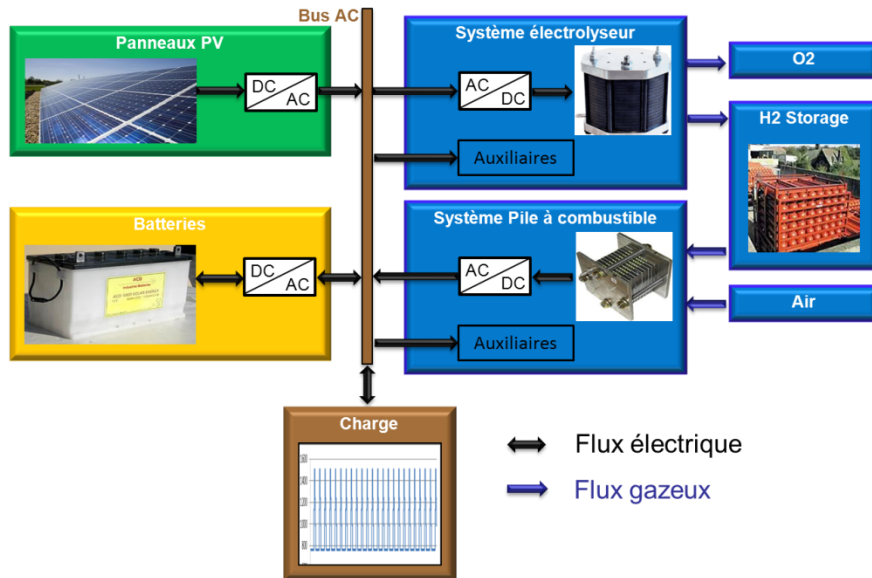 Bus AC
Panneaux PV
DC
AC
Système électrolyseur
AC
DC
Auxiliaires
O2
H2 Storage
Batteries
DC
AC
Système Pile à combustible
AC
DC
Auxiliaires
Air
Charge
Flux électrique
Flux gazeux